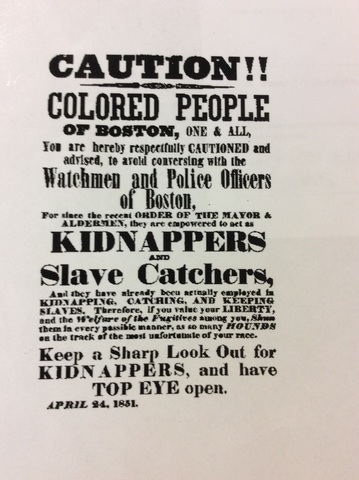 CAUTION!!
COLORED PEOPLE
OF BOSTON, ONE & ALL,
You are hereby respectfully CAUTIONED and
advised, to avoid conversing with the
Watchmen and Police Officers
of Boston,
For since the recent ORDER OF THE MAYOR &
ALDERMEN, they are empowered to act as
KIDNAPPERS
AND
Slave Catchers,
And they have already been actually employed in
KIDNAPPING, CATCHING, AND KEEPING
SLAVES. Therefore, if you value your LIBERTY,
and the Welfare of the Fugitives among you, Shun
them in every possible manner, as so many HOUNDS
on the track of the most unfortunate of your race.
Keep a Sharp Look Out for
KIDNAPPERS, and have
TOP EYE open.
APRIL 24, 1851.